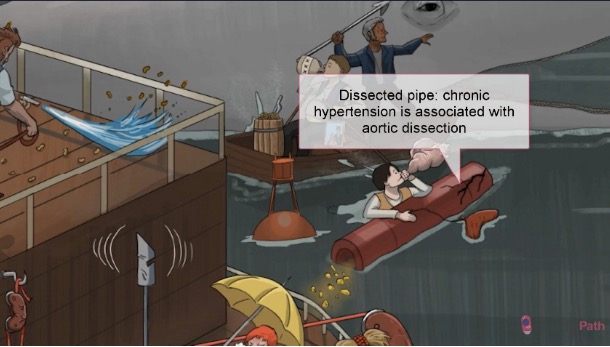 Dissected pipe: chronic
hypertension is associated with
aortic dissection
Path